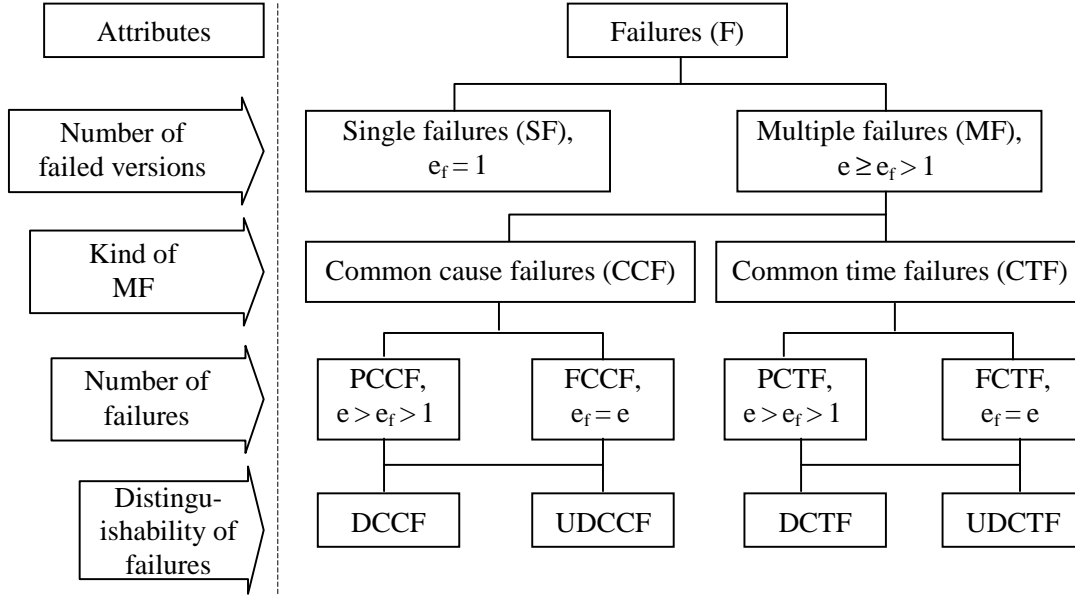 Attributes
Failures (F)
Number of
failed versions
Single failures (SF),
e_f = 1
Multiple failures (MF),
e ≥ e_f > 1
Kind of
MF
Common cause failures (CCF)
Common time failures (CTF)
Number of
failures
PCCF,
e > e_f > 1
FCCF,
e_f = e
PCTF,
e > e_f > 1
FCTF,
e_f = e
Distingu-
ishability of
failures
DCCF
UDCCF
DCTF
UDCTF